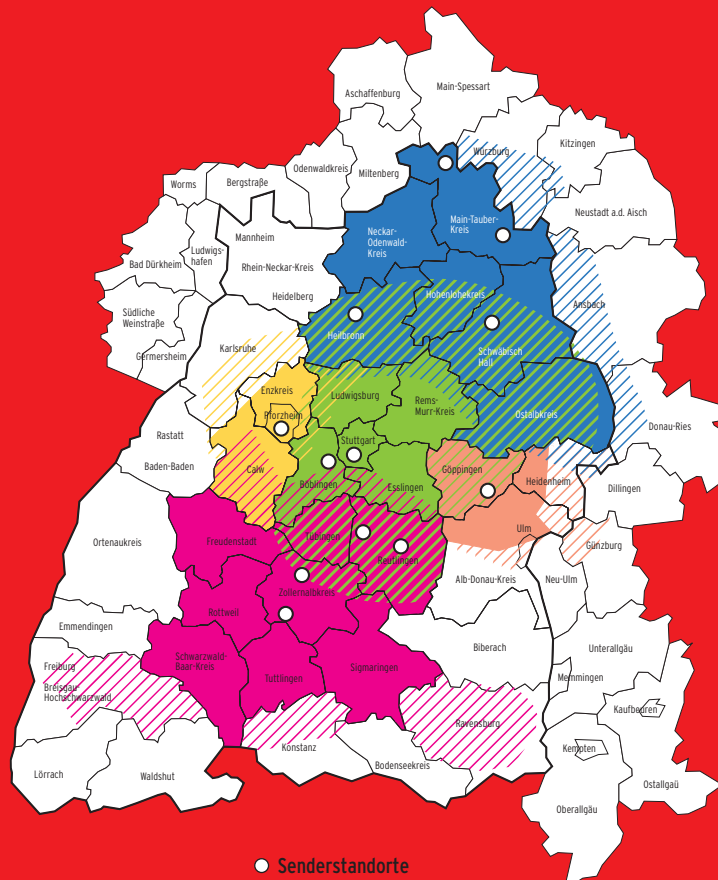 Main-Spessart
Aschaffenburg
Kitzingen
Würzburg
Odenwaldkreis
Miltenberg
Bergstraße
Worms
Neustadt a.d. Aisch
Main-Tauber-
Kreis
Neckar-
Odenwald-
Kreis
Mannheim
Ludwigs-
hafen
Bad Dürkheim
Rhein-Neckar-Kreis
Heidelberg
Hohenlohekreis
Ansbach
Südliche
Weinstraße
Heilbronn
Germersheim
Karlsruhe
Schwäbisch
Hall
Enzkreis
Ludwigsburg
Rems-
Murr-Kreis
Pforzheim
Ostalbkreis
Donau-Ries
Rastatt
Stuttgart
Baden-Baden
Calw
Göppingen
Böblingen
Esslingen
Heidenheim
Dillingen
Ulm
Tübingen
Freudenstadt
Ortenaukreis
Günzburg
Reutlingen
Alb-Donau-Kreis
Neu-Ulm
Zollernalbkreis
Rottweil
Emmendingen
Biberach
Unterallgäu
Schwarzwald-
Baar-Kreis
Freiburg
Sigmaringen
Tuttlingen
Memmingen
Breisgau-
Hochschwarzwald
Kaufbeuren
Ravensburg
Konstanz
Kempten
Bodenseekreis
Lörrach
Waldshut
Ostallgäu
Oberallgäu
Senderstandorte